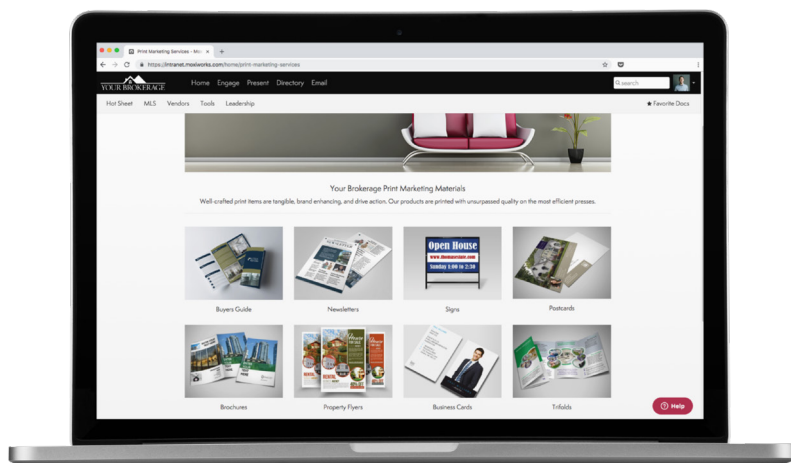 Print Marketing Services - Mox
https://intranet.moxiworks.com/home/print-marketing-services
YOUR BROKERAGE
Home Engage Present Directory Email
search
Hot Sheet MLS Vendors Tools Leadership
★ Favorite Docs
Your Brokerage Print Marketing Materials
Well-crafted print items are tangible, brand enhancing, and drive action. Our products are printed with unsurpassed quality on the most efficient presses.
Open House
Sunday 1:00 to 2:30
Buyers Guide
Newsletters
Signs
Postcards
RENTAL
RENTAL
Brochures
Property Flyers
Business Cards
Trifolds
Help